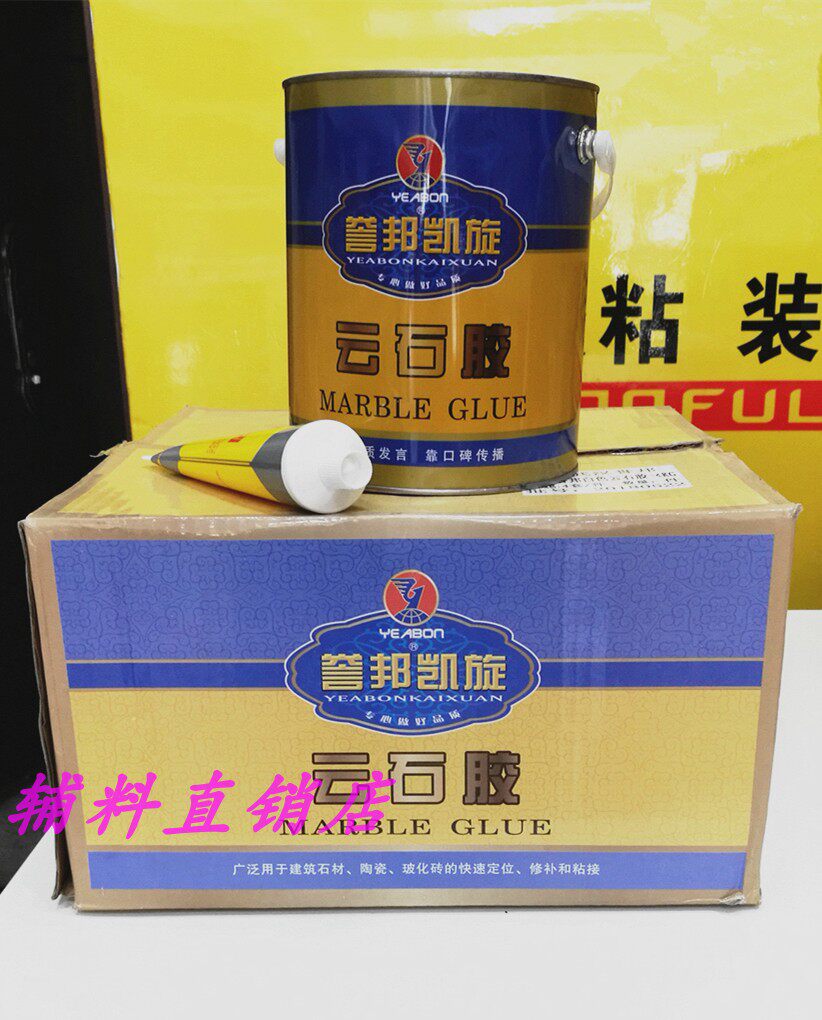 YEABON
®
誉邦凯旋
YEABONKAIXUAN
专心做好品质
云石胶
MARBLE GLUE
质发言 靠口碑传播
粘 装
OFUL
YEABON
®
誉邦凯旋
YEABONKAIXUAN
专心做好品质
云石胶
MARBLE GLUE
广泛用于建筑石材、陶瓷、玻化砖的快速定位、修补和粘接
辅料直销店